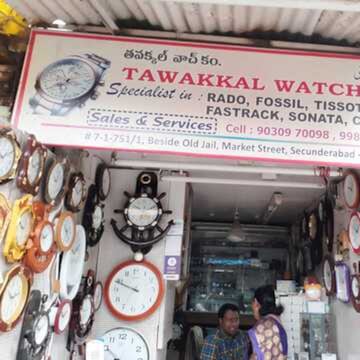 తవక్కల్ వాచ్ కం.
TAWAKKAL WATCH
Specialist in : RADO, FOSSIL, TISSOT
FASTRACK, SONATA,
Sales & Services
Cell : 90309 70098
# 7-1-751/1, Beside Old Jail, Market Street, Secunderabad